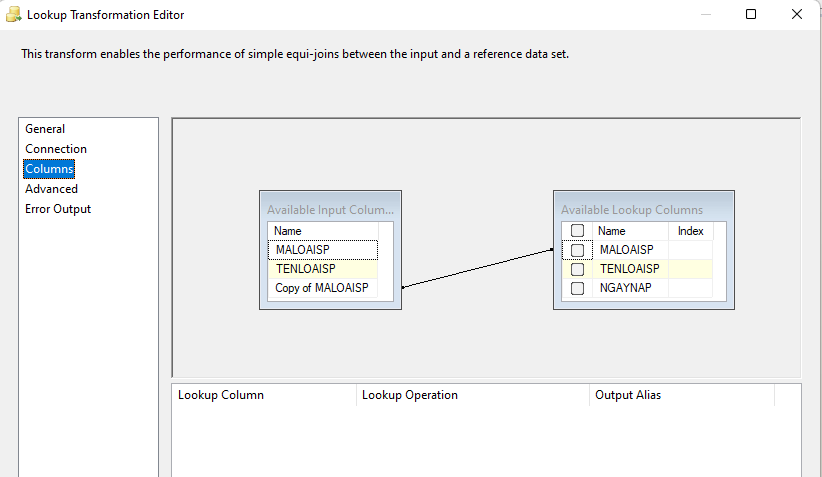 Lookup Transformation Editor
This transform enables the performance of simple equi-joins between the input and a reference data set.
General
Connection
Columns
Advanced
Error Output
Available Input Colum...
Name
MALOAISP
TENLOAISP
Copy of MALOAISP
Available Lookup Columns
Name Index
MALOAISP
TENLOAISP
NGAYNAP
Lookup Column Lookup Operation Output Alias